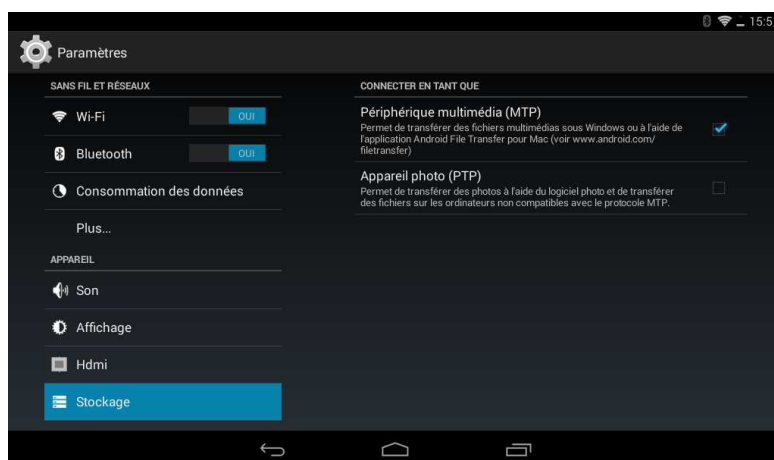 15:5
Paramètres
SANS FIL ET RÉSEAUX
Wi-Fi
OUI
Bluetooth
OUI
Consommation des données
Plus...
APPAREIL
Son
Affichage
Hdmi
Stockage
CONNECTER EN TANT QUE
Périphérique multimédia (MTP)
Permet de transférer des fichiers multimédias sous Windows ou à l'aide de
l'application Android File Transfer pour Mac (voir www.android.com/
filetransfer)
Appareil photo (PTP)
Permet de transférer des photos à l'aide du logiciel photo et de transférer
des fichiers sur les ordinateurs non compatibles avec le protocole MTP.